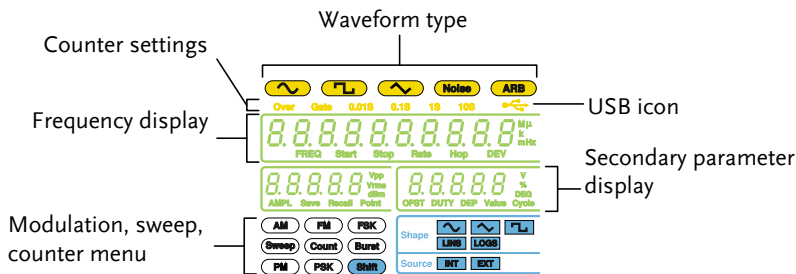 Waveform type
Counter settings
Noise ARB
Over Gate 0.01S 0.1S 1S 10S
USB icon
Frequency display
8.8.8.8.8.8.8.8.8.8 Mµ
k
mHz
FREQ Start Stop Rate Hop DEV
Secondary parameter
display
8.8.8.8.8 Vpp
Vrms
dBm
AMPL Save Recall Point
8.8.8.8.8 V
%
DEG
OFST DUTY DEP Value Cycle
Modulation, sweep,
counter menu
AM FM FSK
Sweep Count Burst
PM PSK Shift
Shape
LINS LOGS
Source INT EXT